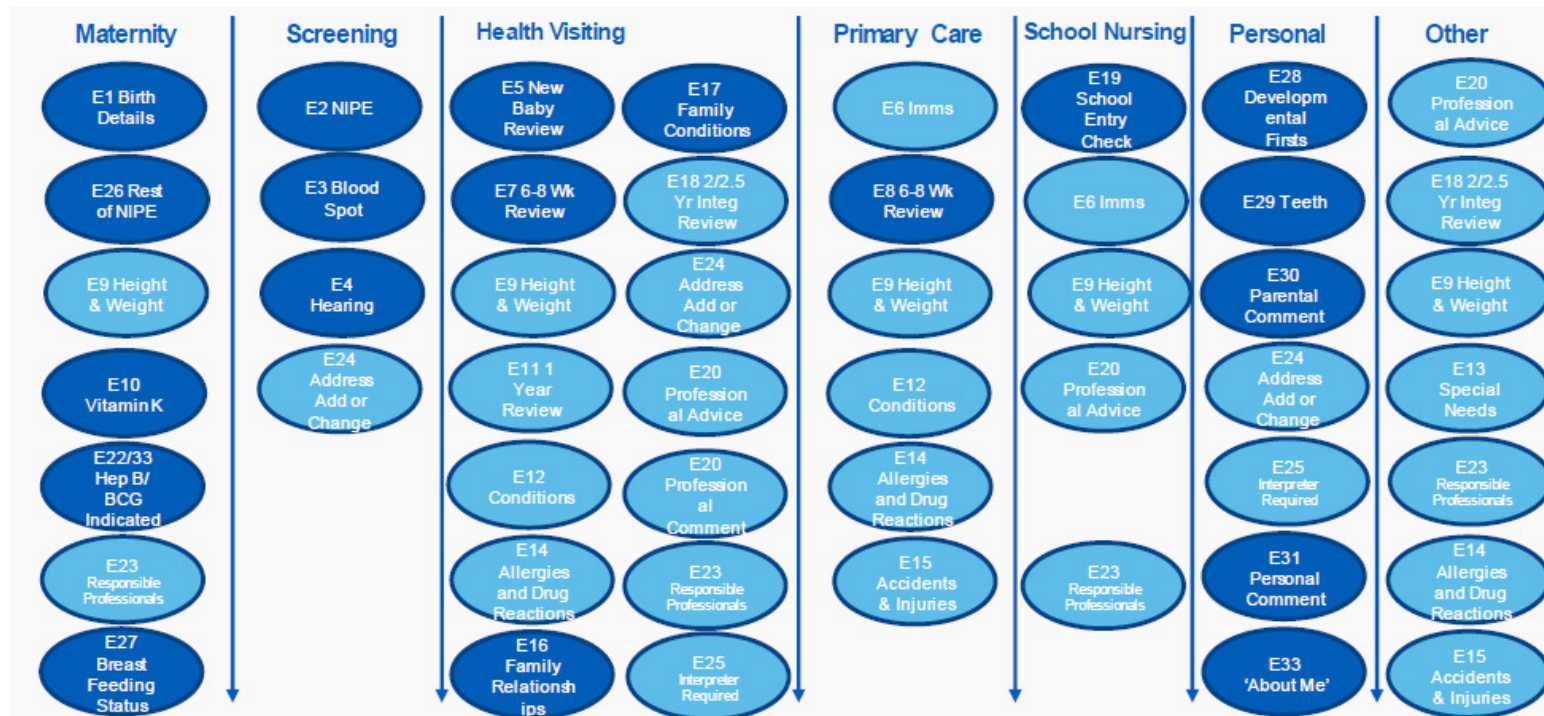 Maternity
Screening
Health Visiting
Primary Care
School Nursing
Personal
Other
E1 Birth
Details
E26 Rest
of NIPE
E9 Height
& Weight
E10
Vitamin K
E22/33
Hep B/
BCG
Indicated
E23
Responsible
Professionals
E27
Breast
Feeding
Status
E2 NIPE
E3 Blood
Spot
E4
Hearing
E24
Address
Add or
Change
E5 New
Baby
Review
E7 6-8 Wk
Review
E9 Height
& Weight
E11 1
Year
Review
E12
Conditions
E14
Allergies
and Drug
Reactions
E16
Family
Relationsh
ips
E17
Family
Conditions
E18 2/2.5
Yr Integ
Review
E24
Address
Add or
Change
E20
Profession
al Advice
E20
Profession
al
Comment
E23
Responsible
Professionals
E25
Interpreter
Required
E6 Imms
E8 6-8 Wk
Review
E9 Height
& Weight
E12
Conditions
E14
Allergies
and Drug
Reactions
E15
Accidents
& Injuries
E19
School
Entry
Check
E6 Imms
E9 Height
& Weight
E20
Profession
al Advice
E23
Responsible
Professionals
E28
Developm
ental
Firsts
E29 Teeth
E30
Parental
Comment
E24
Address
Add or
Change
E25
Interpreter
Required
E31
Personal
Comment
E33
‘About Me’
E20
Profession
al Advice
E18 2/2.5
Yr Integ
Review
E9 Height
& Weight
E13
Special
Needs
E23
Responsible
Professionals
E14
Allergies
and Drug
Reactions
E15
Accidents
& Injuries